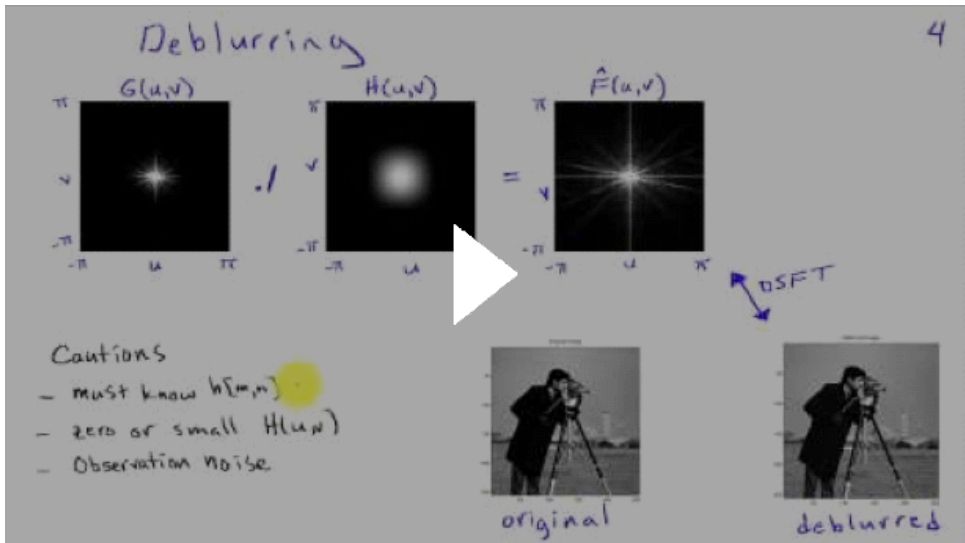 Deblurring
4
G(u,v)
H(u,v)
F̂(u,v)
π
π
π
v
./
v
=
v
-π
-π
-π
-π u π
-π u
-π u π
DSFT
Cautions
- must know h[m,n]
- zero or small H(u,v)
- Observation noise
original
deblurred